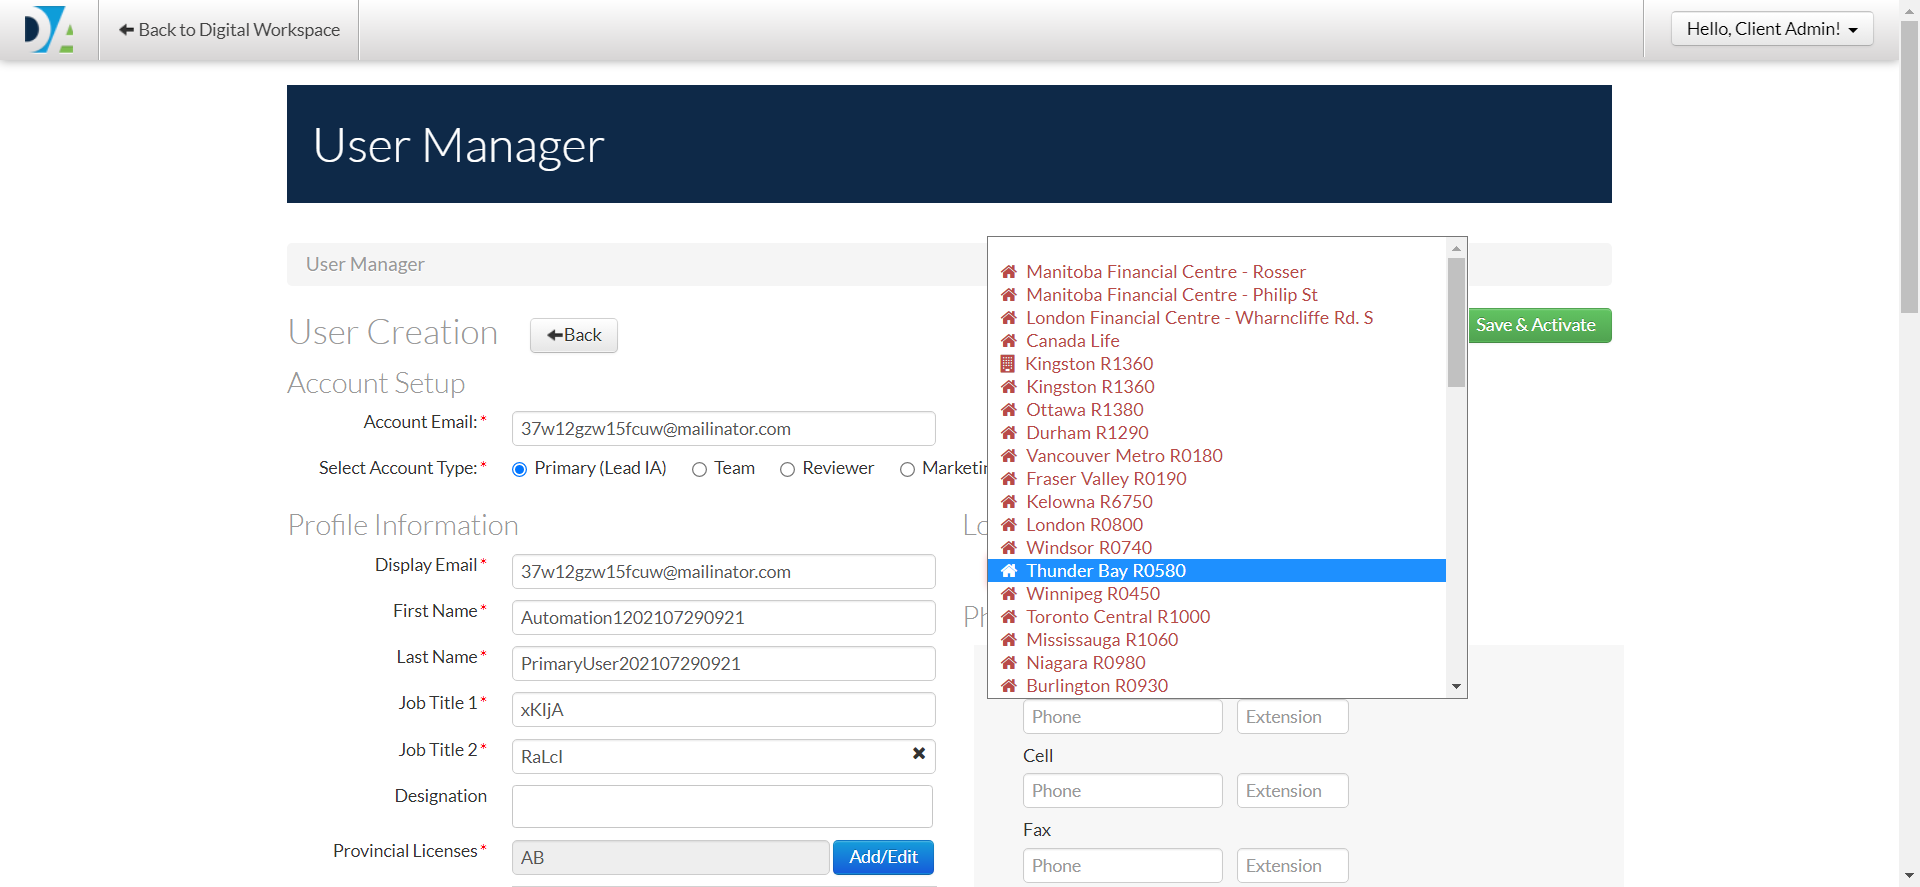 Back to Digital Workspace
Hello, Client Admin!
User Manager
User Manager
User Creation
Back
Save & Activate
Account Setup
Account Email:*
37w12gzw15fcuw@mailinator.com
Select Account Type:*
Primary (Lead IA)
Team
Reviewer
Marketin
Profile Information
Display Email*
37w12gzw15fcuw@mailinator.com
First Name*
Automation1202107290921
Last Name*
PrimaryUser202107290921
Job Title 1*
xKIjA
Job Title 2*
RaLcI
Designation
Provincial Licenses*
AB
Add/Edit
Lo
Manitoba Financial Centre - Rosser
Manitoba Financial Centre - Philip St
London Financial Centre - Wharncliffe Rd. S
Canada Life
Kingston R1360
Kingston R1360
Ottawa R1380
Durham R1290
Vancouver Metro R0180
Fraser Valley R0190
Kelowna R6750
London R0800
Windsor R0740
Thunder Bay R0580
Winnipeg R0450
Toronto Central R1000
Mississauga R1060
Niagara R0980
Burlington R0930
Ph
Phone
Extension
Cell
Phone
Extension
Fax
Phone
Extension